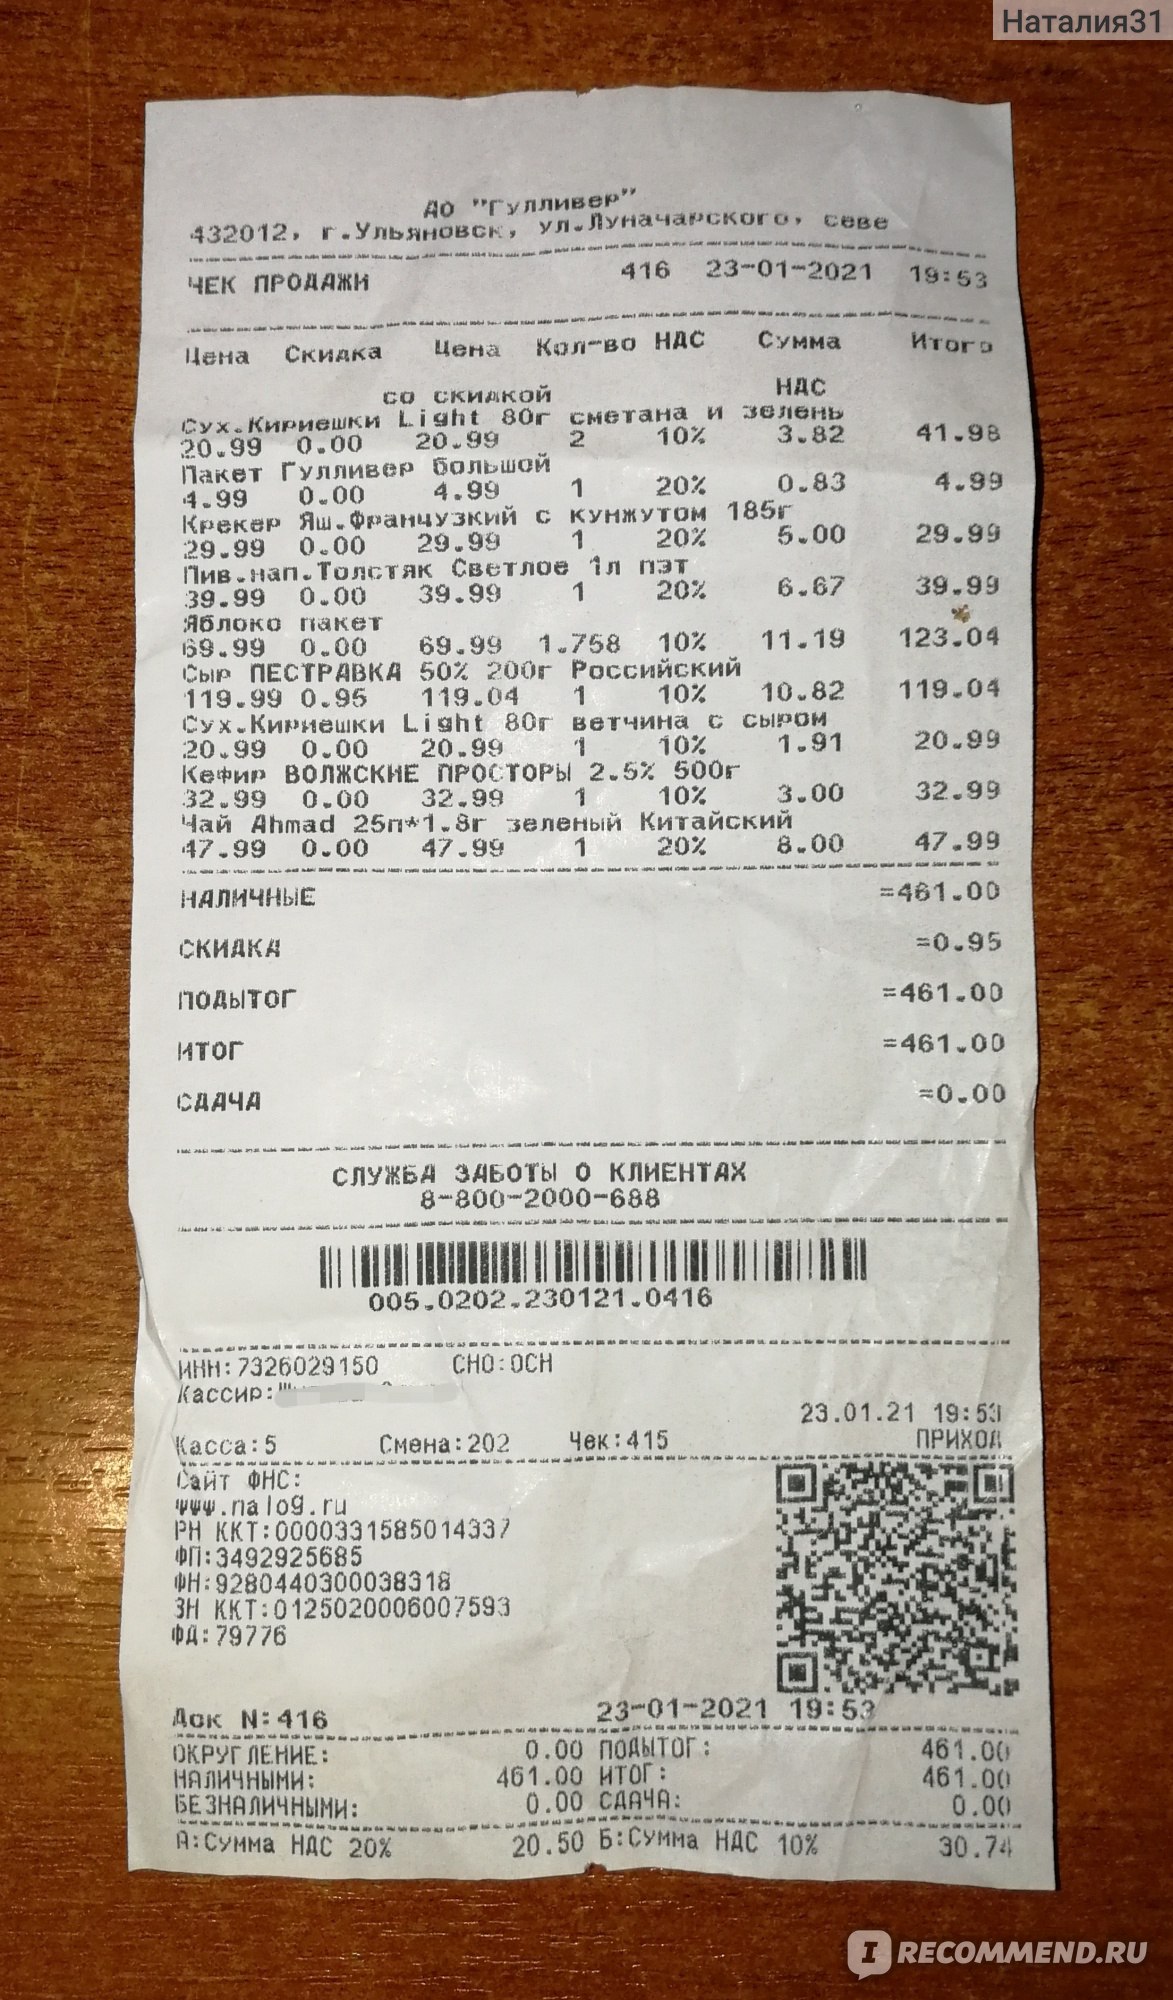 Наталия31
АО "Гулливер"
432012, г.Ульяновск, ул.Луначарского, севе
ЧЕК ПРОДАЖИ 416 23-01-2021 19:53
Цена Скидка Цена Кол-во НДС Сумма Итого
со скидкой НДС
Сух.Кириешки Light 80г сметана и зелень
20.99 0.00 20.99 2 10% 3.82 41.98
Пакет Гулливер большой
4.99 0.00 4.99 1 20% 0.83 4.99
Крекер Яш.Французкий с кунжутом 185г
29.99 0.00 29.99 1 20% 5.00 29.99
Пив.нап.Толстяк Светлое 1л пэт
39.99 0.00 39.99 1 20% 6.67 39.99
Яблоко пакет
69.99 0.00 69.99 1.758 10% 11.19 123.04
Сыр ПЕСТРАВКА 50% 200г Российский
119.99 0.95 119.04 1 10% 10.82 119.04
Сух.Кириешки Light 80г ветчина с сыром
20.99 0.00 20.99 1 10% 1.91 20.99
Кефир ВОЛЖСКИЕ ПРОСТОРЫ 2.5% 500г
32.99 0.00 32.99 1 10% 3.00 32.99
Чай Ahmad 25п*1.8г зеленый Китайский
47.99 0.00 47.99 1 20% 8.00 47.99
НАЛИЧНЫЕ =461.00
СКИДКА =0.95
ПОДЫТОГ =461.00
ИТОГ =461.00
СДАЧА =0.00
СЛУЖБА ЗАБОТЫ О КЛИЕНТАХ
8-800-2000-688
005.0202.230121.0416
ИНН:7326029150 СНО:ОСН
Кассир:
23.01.21 19:53
Касса:5 Смена:202 Чек:415 ПРИХОД
Сайт ФНС:
www.nalog.ru
РН ККТ:0000331585014337
ФП:3492925685
ФН:9280440300038318
ЗН ККТ:0125020006007593
ФД:79776
Док N:416 23-01-2021 19:53
ОКРУГЛЕНИЕ: 0.00 ПОДЫТОГ: 461.00
НАЛИЧНЫМИ: 461.00 ИТОГ: 461.00
БЕЗНАЛИЧНЫМИ: 0.00 СДАЧА: 0.00
А:Сумма НДС 20% 20.50 Б:Сумма НДС 10% 30.74
RECOMMEND.RU